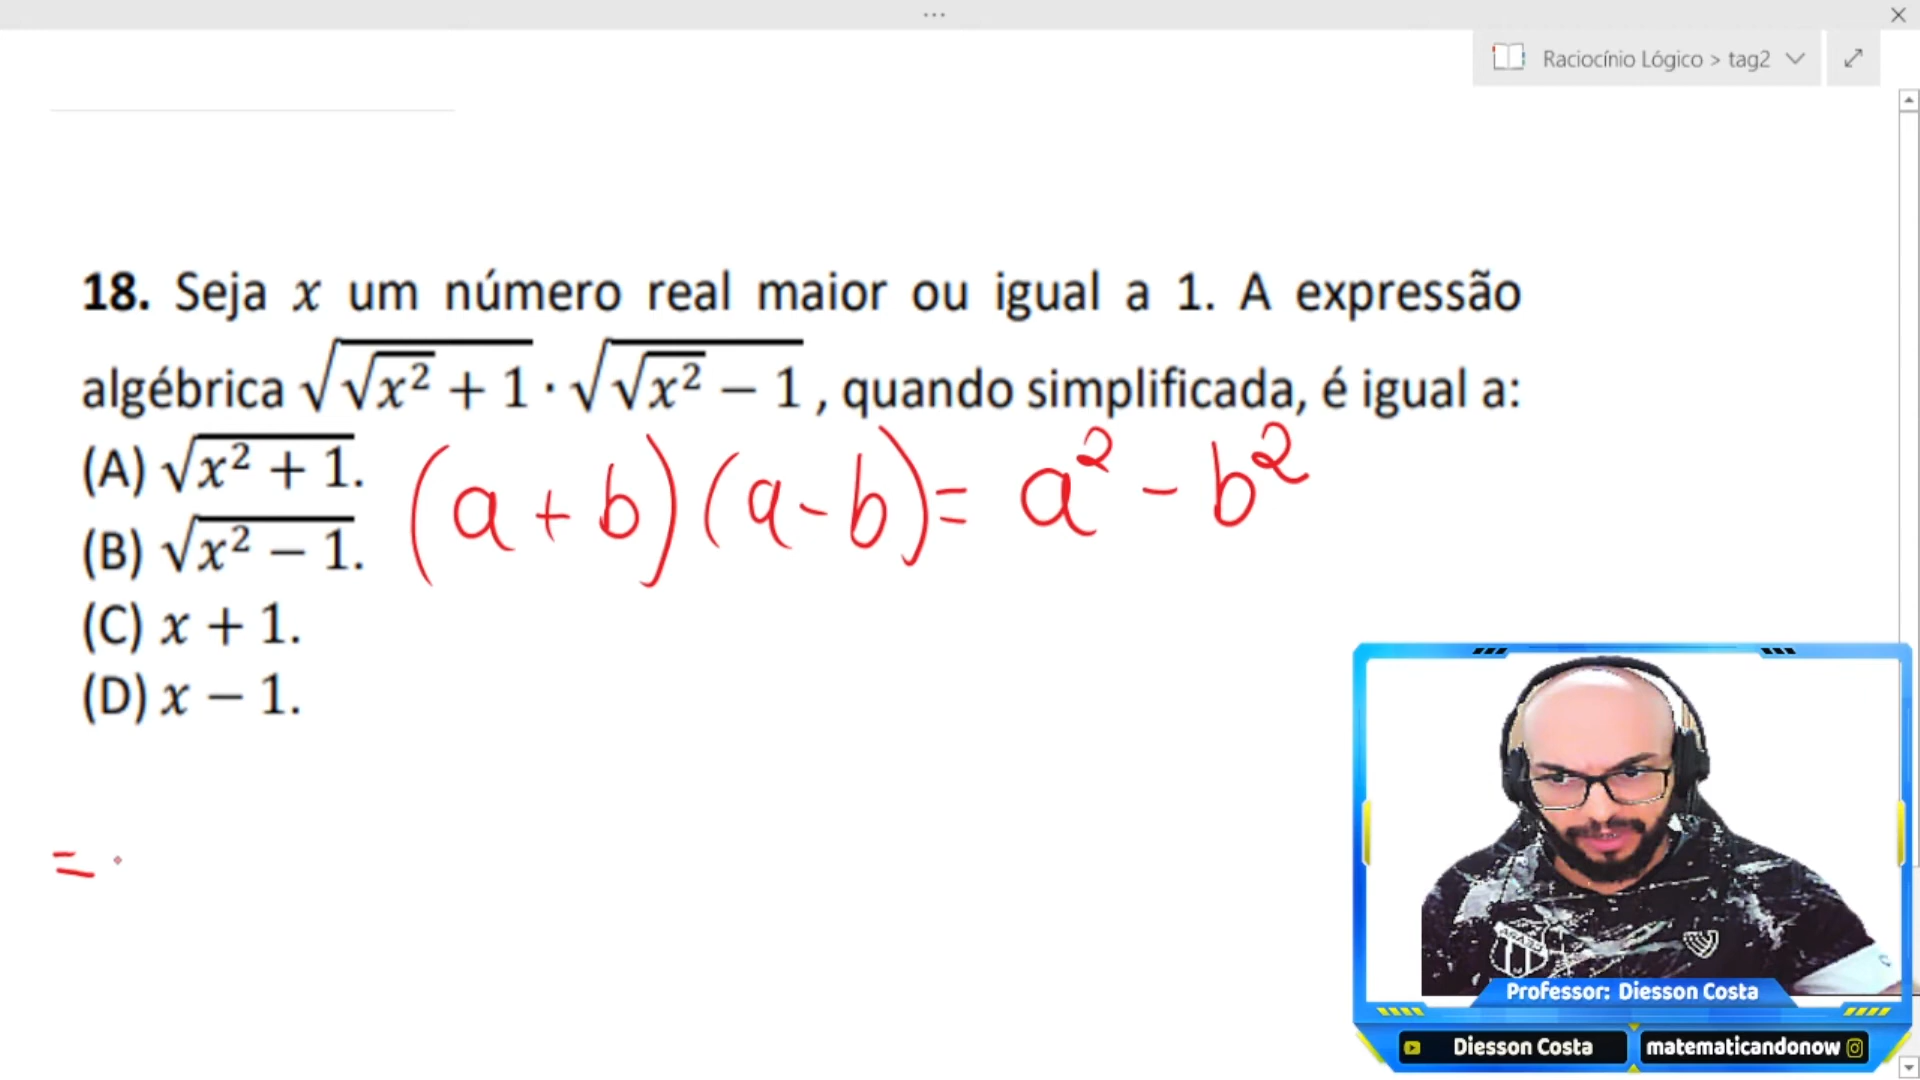 Raciocínio Lógico > tag2
18. Seja x um número real maior ou igual a 1. A expressão
algébrica √(√(x²) + 1) · √(√(x²) − 1), quando simplificada, é igual a:
(A) √(x² + 1).
(B) √(x² − 1).
(a + b)(a - b) = a² - b²
(C) x + 1.
(D) x − 1.
=
Professor: Diesson Costa
Diesson Costa
matematicandonow